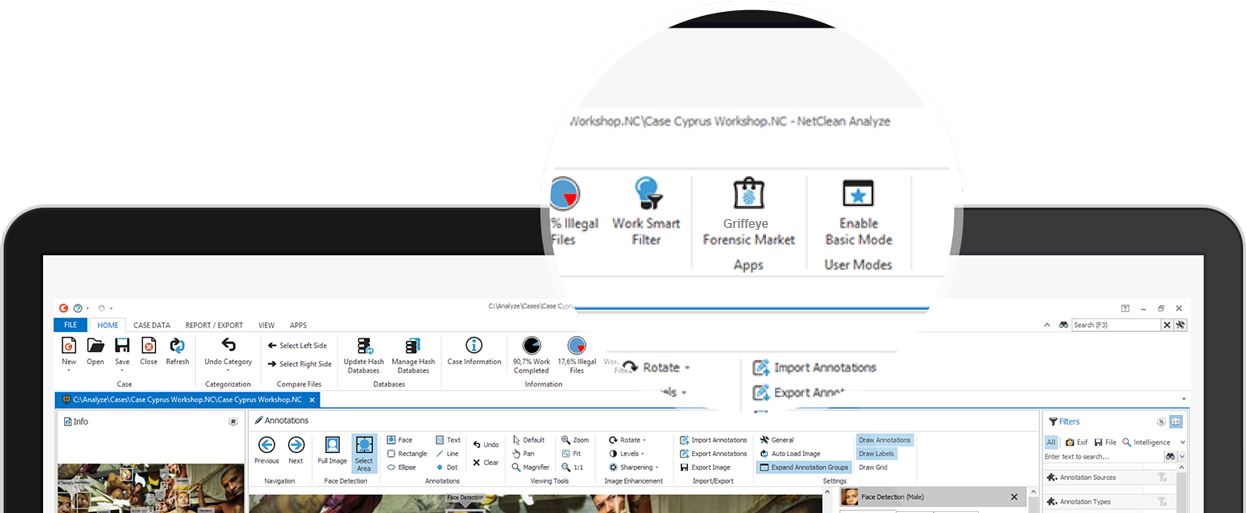 Workshop.NC\Case Cyprus Workshop.NC - NetClean Analyze
% Illegal Files
Work Smart Filter
Griffeye Forensic Market
Enable Basic Mode
Apps
User Modes
C:\Analyze\Cases\Case Cyprus
FILE HOME CASE DATA REPORT / EXPORT VIEW APPS
Search (F3)
New Open Save Close Refresh
Undo Category
Select Left Side
Select Right Side
Update Hash Databases
Manage Hash Databases
Case Information
90,7% Work Completed
17,6% Illegal Files
Case Categorization Compare Files Databases Information
Rotate
Import Annotations
Export Annot
C:\Analyze\Cases\Case Cyprus Workshop.NC\Case Cyprus Workshop.NC
Info
Annotations
Filters
Previous Next
Full Image Select Area
Face Text
Rectangle Line
Ellipse Dot
Undo
Clear
Default Zoom
Pan Fit
Magnifier 1:1
Rotate
Levels
Sharpening
Import Annotations
Export Annotations
Export Image
General
Auto Load Image
Expand Annotation Groups
Draw Annotations
Draw Labels
Draw Grid
Navigation Face Detection Annotations Viewing Tools Image Enhancement Import/Export Settings
All Exif File Intelligence
Enter text to search...
Annotation Sources
Annotation Types
Face Detection
Face Detection (Male)